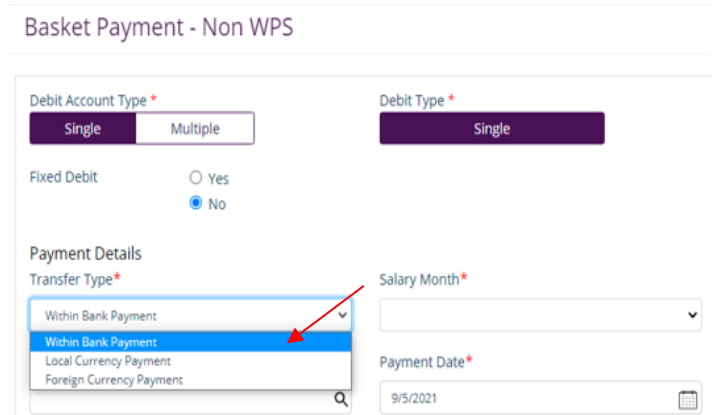 Basket Payment - Non WPS
Debit Account Type *
Debit Type *
Single
Multiple
Single
Fixed Debit
Yes
No
Payment Details
Transfer Type*
Salary Month*
Within Bank Payment
Within Bank Payment
Local Currency Payment
Foreign Currency Payment
Payment Date*
9/5/2021